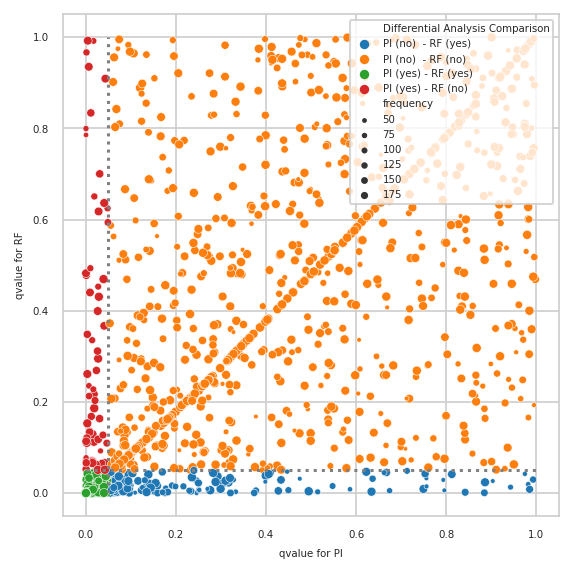 Differential Analysis Comparison
PI (no) - RF (yes)
PI (no) - RF (no)
PI (yes) - RF (yes)
PI (yes) - RF (no)
frequency
50
75
100
125
150
175
1.0
0.8
0.6
0.4
0.2
0.0
qvalue for RF
0.0 0.2 0.4 0.6 0.8 1.0
qvalue for PI